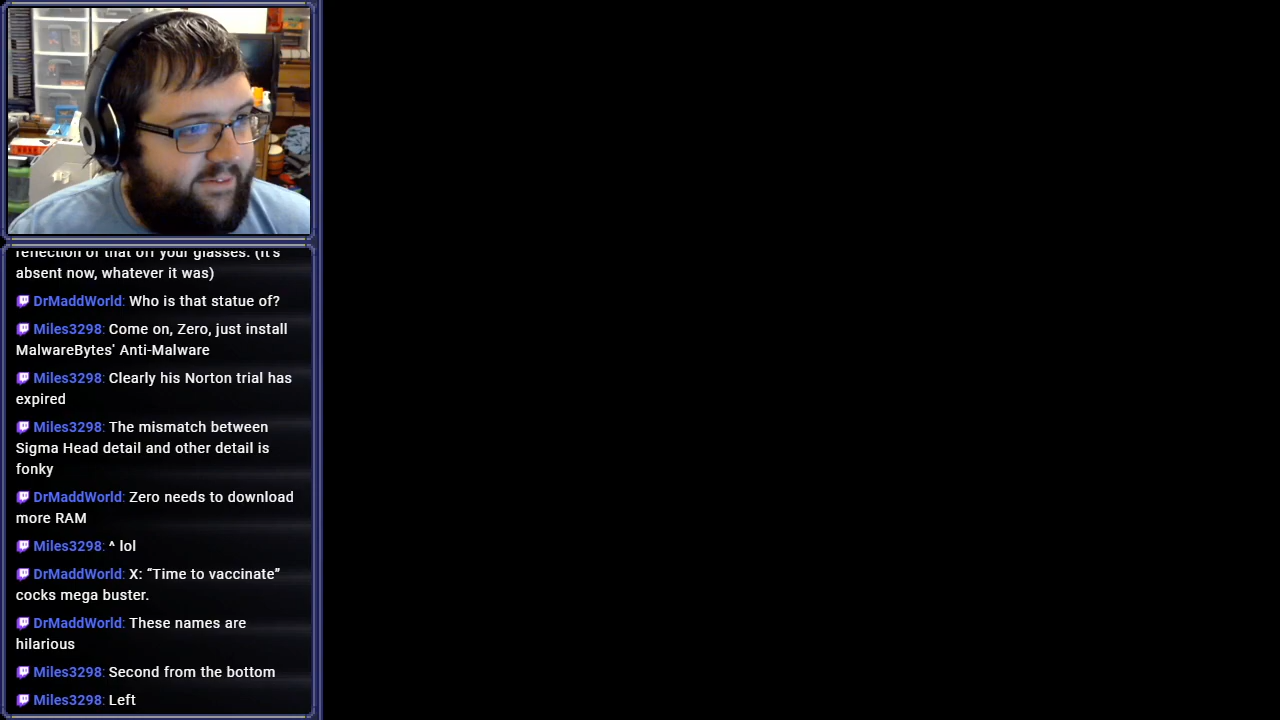 reflection of that off your glasses. (It's
absent now, whatever it was)
DrMaddWorld: Who is that statue of?
Miles3298: Come on, Zero, just install
MalwareBytes' Anti-Malware
Miles3298: Clearly his Norton trial has
expired
Miles3298: The mismatch between
Sigma Head detail and other detail is
fonky
DrMaddWorld: Zero needs to download
more RAM
Miles3298: ^ lol
DrMaddWorld: X: “Time to vaccinate”
cocks mega buster.
DrMaddWorld: These names are
hilarious
Miles3298: Second from the bottom
Miles3298: Left